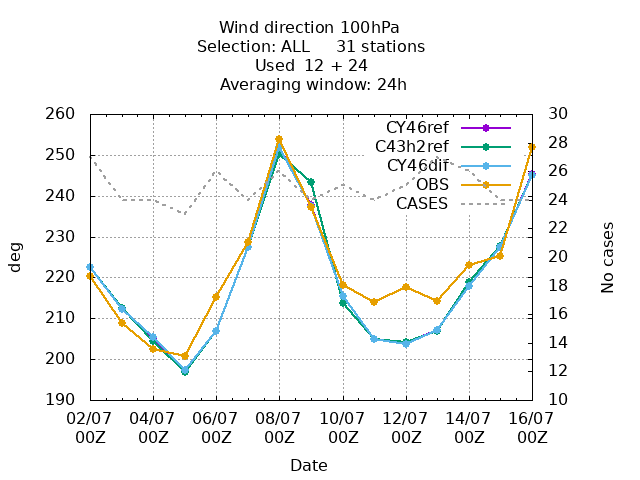 Wind direction 100hPa
Selection: ALL 31 stations
Used 12 + 24
Averaging window: 24h
260 30
CY46ref
28
C43h2ref
250
CY46dif
26
OBS
240 24
CASES
22
230
20
220
18
210
16
14
200
12
190 10
02/07 04/07 06/07 08/07 10/07 12/07 14/07 16/07
00Z 00Z 00Z 00Z 00Z 00Z 00Z 00Z
deg
No cases
Date